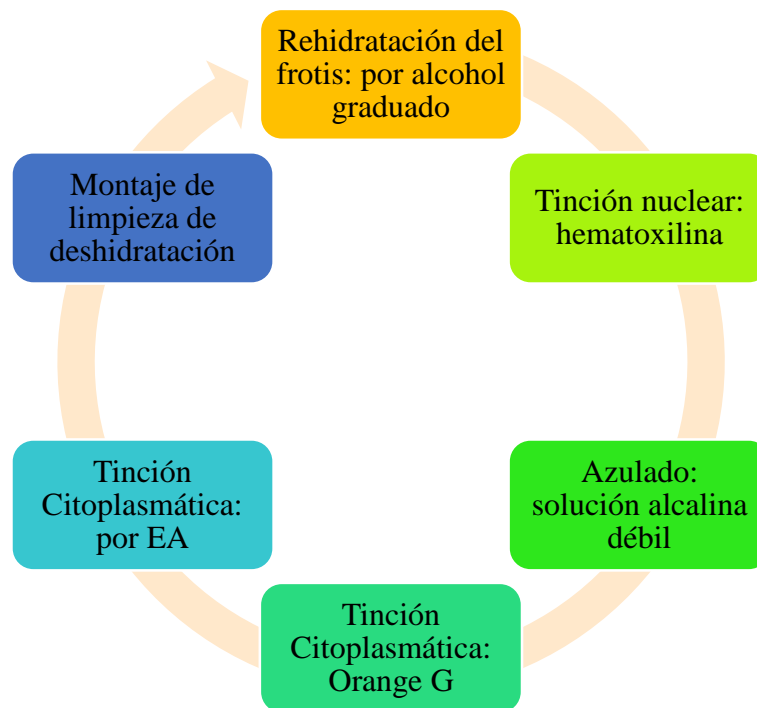 Rehidratación del
frotis: por alcohol
graduado
Tinción nuclear:
hematoxilina
Azulado:
solución alcalina
débil
Tinción
Citoplasmática:
Orange G
Tinción
Citoplasmática:
por EA
Montaje de
limpieza de
deshidratación